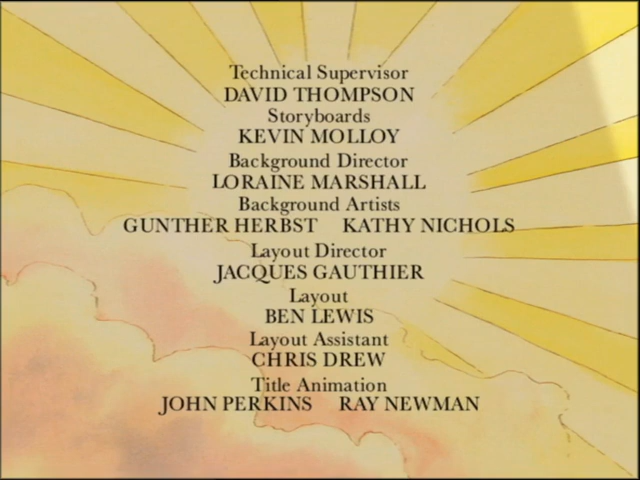 Technical Supervisor
DAVID THOMPSON
Storyboards
KEVIN MOLLOY
Background Director
LORAINE MARSHALL
Background Artists
GUNTHER HERBST KATHY NICHOLS
Layout Director
JACQUES GAUTHIER
Layout
BEN LEWIS
Layout Assistant
CHRIS DREW
Title Animation
JOHN PERKINS RAY NEWMAN